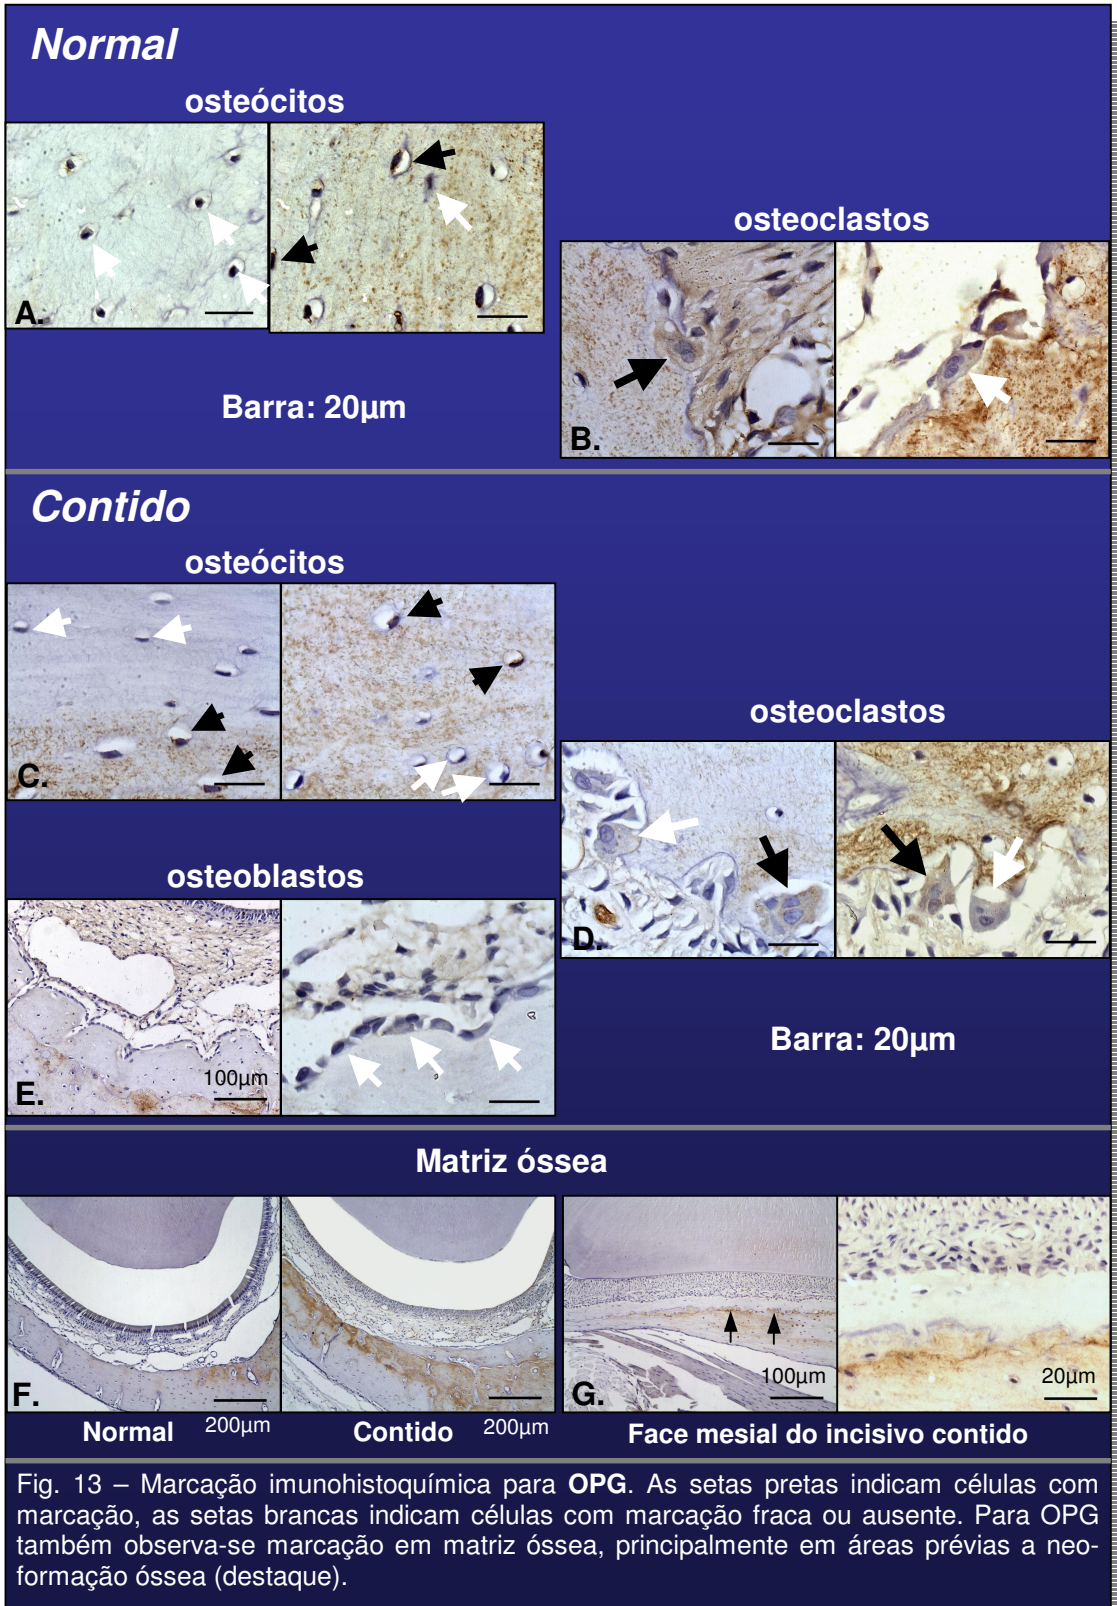 Normal
osteócitos
osteoclastos
A.
B.
Barra: 20µm
Contido
osteócitos
osteoclastos
C.
D.
osteoblastos
100µm
E.
Barra: 20µm
Matriz óssea
F.
G.
100µm
20µm
Normal 200µm Contido 200µm Face mesial do incisivo contido
Fig. 13 – Marcação imunohistoquímica para OPG. As setas pretas indicam células com
marcação, as setas brancas indicam células com marcação fraca ou ausente. Para OPG
também observa-se marcação em matriz óssea, principalmente em áreas prévias a neo-
formação óssea (destaque).